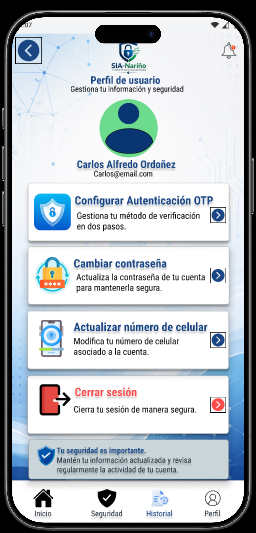 SIA-Nariño
Perfil de usuario
Gestiona tu información y seguridad
Carlos Alfredo Ordoñez
Carlos@email.com
Configurar Autenticación OTP
Gestiona tu método de verificación
en dos pasos.
Cambiar contraseña
Actualiza la contraseña de tu cuenta
para mantenerla segura.
Actualizar número de celular
Modifica tu número de celular
asociado a la cuenta.
Cerrar sesión
Cierra tu sesión de manera segura.
Tu seguridad es importante.
Mantén tu información actualizada y revisa
regularmente la actividad de tu cuenta.
Inicio
Seguridad
Historial
Perfil